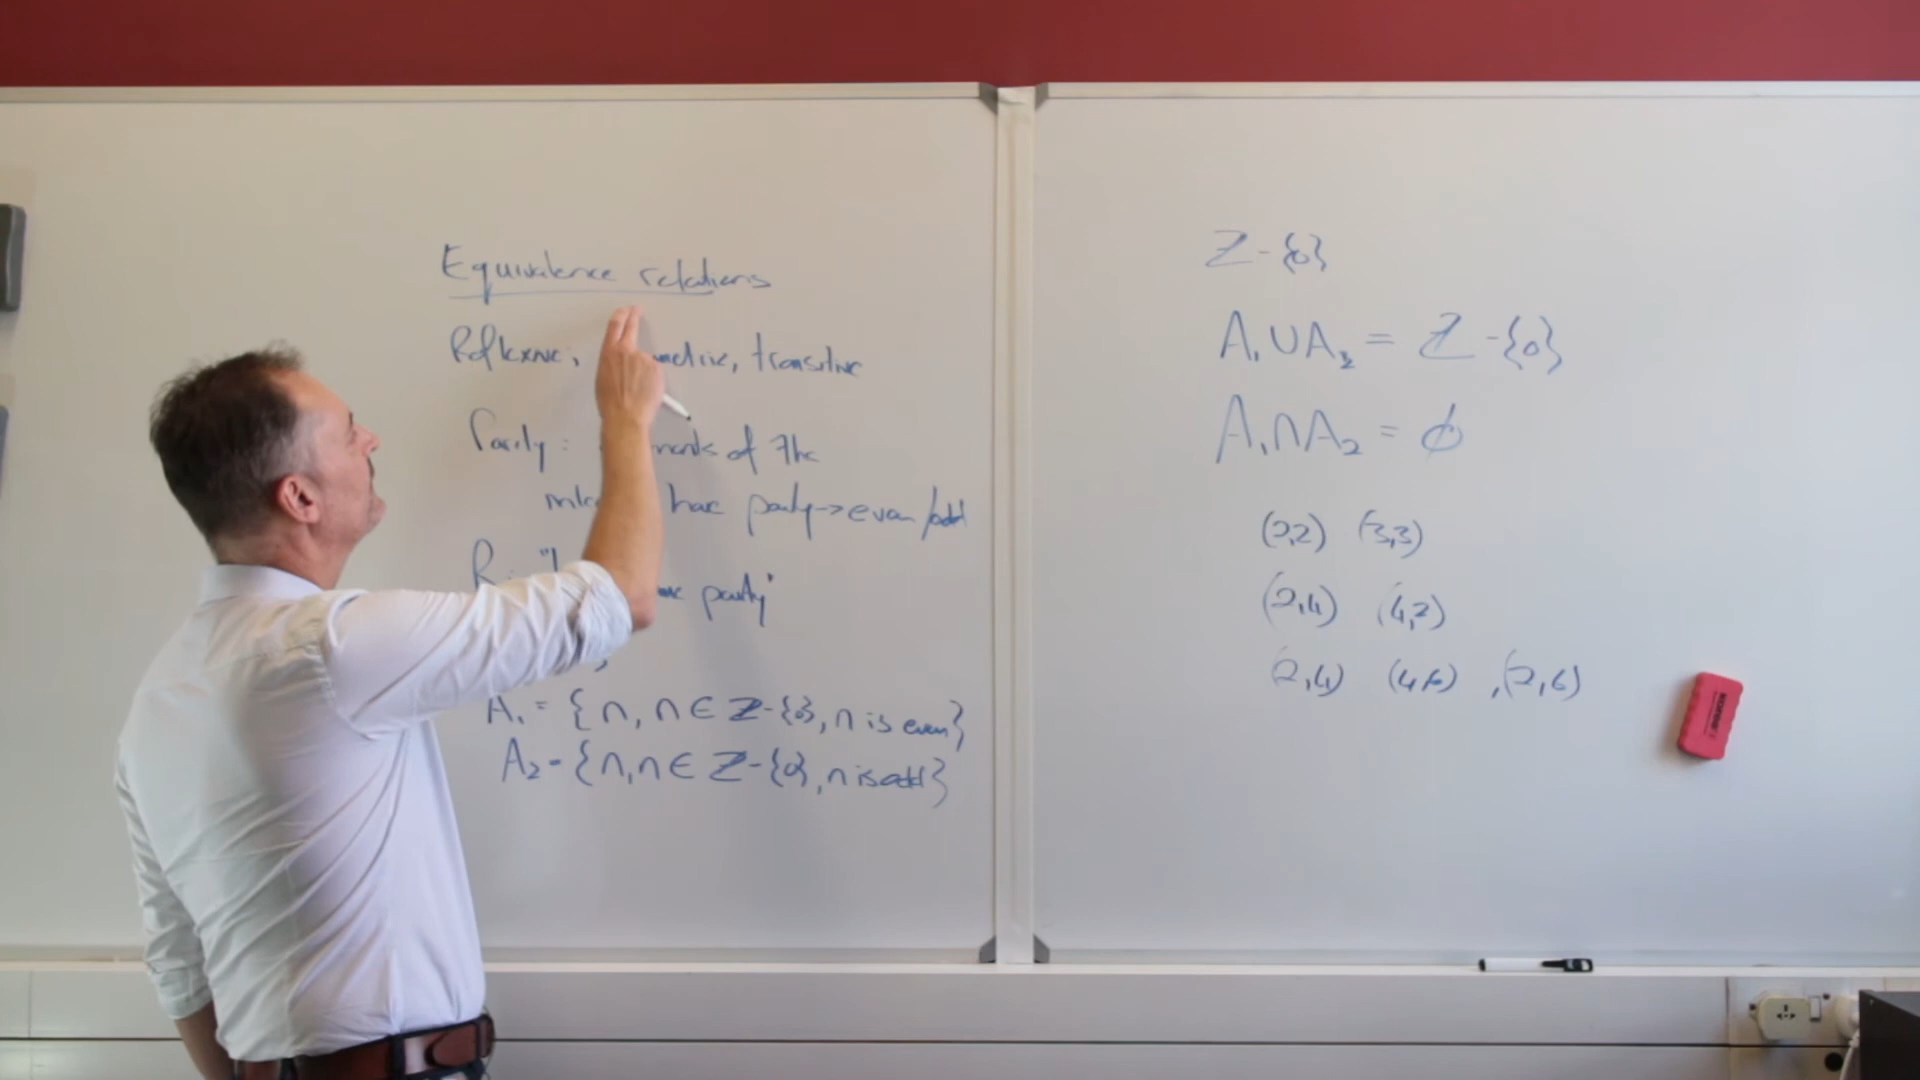 Equivalence relations
Reflexive, metric, transitive
Parity : ments of the
have parity -> even/odd
R : "
parity"
A₁ = {n, n ∈ Z-{0}, n is even}
A₂ = {n, n ∈ Z-{0}, n is odd}
Z-{0}
A₁ ∪ A₂ = Z-{0}
A₁ ∩ A₂ = ϕ
(2,2) (3,3)
(2,4) (4,2)
(2,4) (4,6) , (2,6)